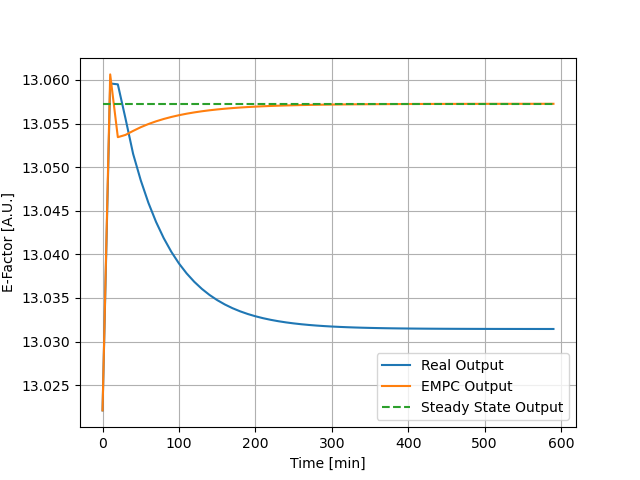 13.060
13.055
13.050
13.045
13.040
13.035
13.030
13.025
E-Factor [A.U.]
0 100 200 300 400 500 600
Time [min]
Real Output
EMPC Output
Steady State Output